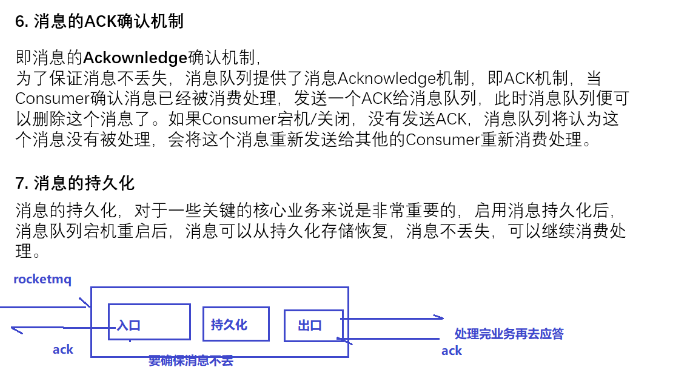 6. 消息的ACK确认机制
即消息的Ackownledge确认机制,
为了保证消息不丢失，消息队列提供了消息Acknowledge机制，即ACK机制，当
Consumer确认消息已经被消费处理，发送一个ACK给消息队列，此时消息队列便可
以删除这个消息了。如果Consumer宕机/关闭，没有发送ACK，消息队列将认为这
个消息没有被处理，会将这个消息重新发送给其他的Consumer重新消费处理。
7. 消息的持久化
消息的持久化，对于一些关键的核心业务来说是非常重要的，启用消息持久化后，
消息队列宕机重启后，消息可以从持久化存储恢复，消息不丢失，可以继续消费处
理。
rocketmq
入口
持久化
出口
处理完业务再去应答
ack
ack
要确保消息不丢